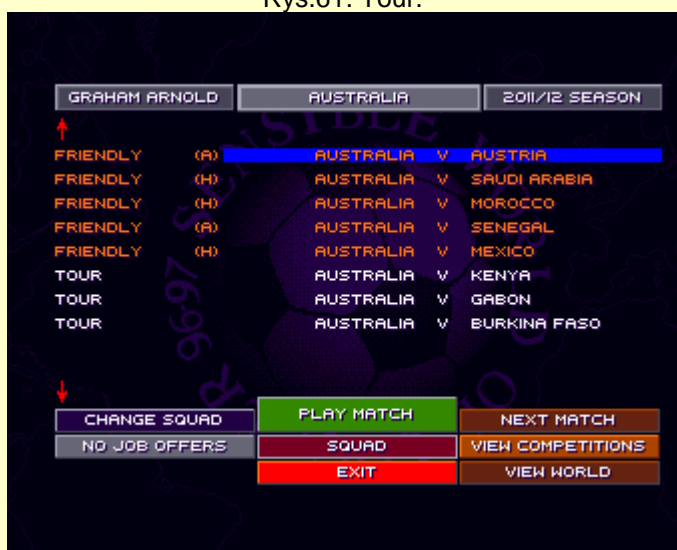 Rys.61. Tour.
GRAHAM ARNOLD AUSTRALIA 2011/12 SEASON
FRIENDLY (A) AUSTRALIA V AUSTRIA
FRIENDLY (H) AUSTRALIA V SAUDI ARABIA
FRIENDLY (H) AUSTRALIA V MOROCCO
FRIENDLY (A) AUSTRALIA V SENEGAL
FRIENDLY (H) AUSTRALIA V MEXICO
TOUR AUSTRALIA V KENYA
TOUR AUSTRALIA V GABON
TOUR AUSTRALIA V BURKINA FASO
CHANGE SQUAD PLAY MATCH NEXT MATCH
NO JOB OFFERS SQUAD VIEW COMPETITIONS
EXIT VIEW WORLD